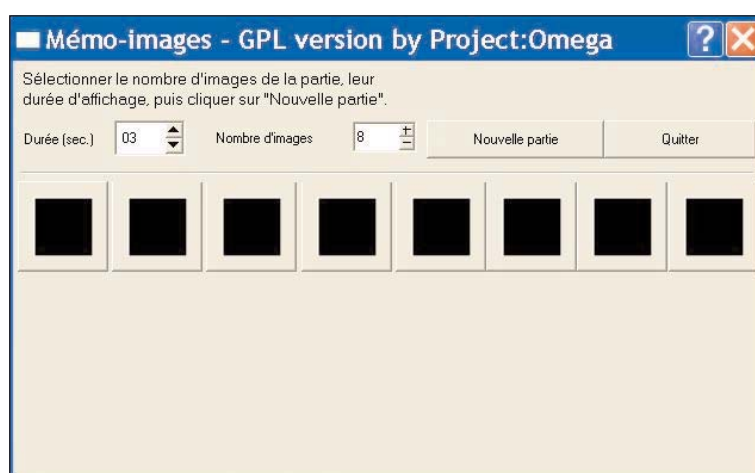 Mémo-images - GPL version by Project:Omega
Sélectionner le nombre d'images de la partie, leur
durée d'affichage, puis cliquer sur "Nouvelle partie".
Durée (sec.) 03 Nombre d'images 8 Nouvelle partie Quitter